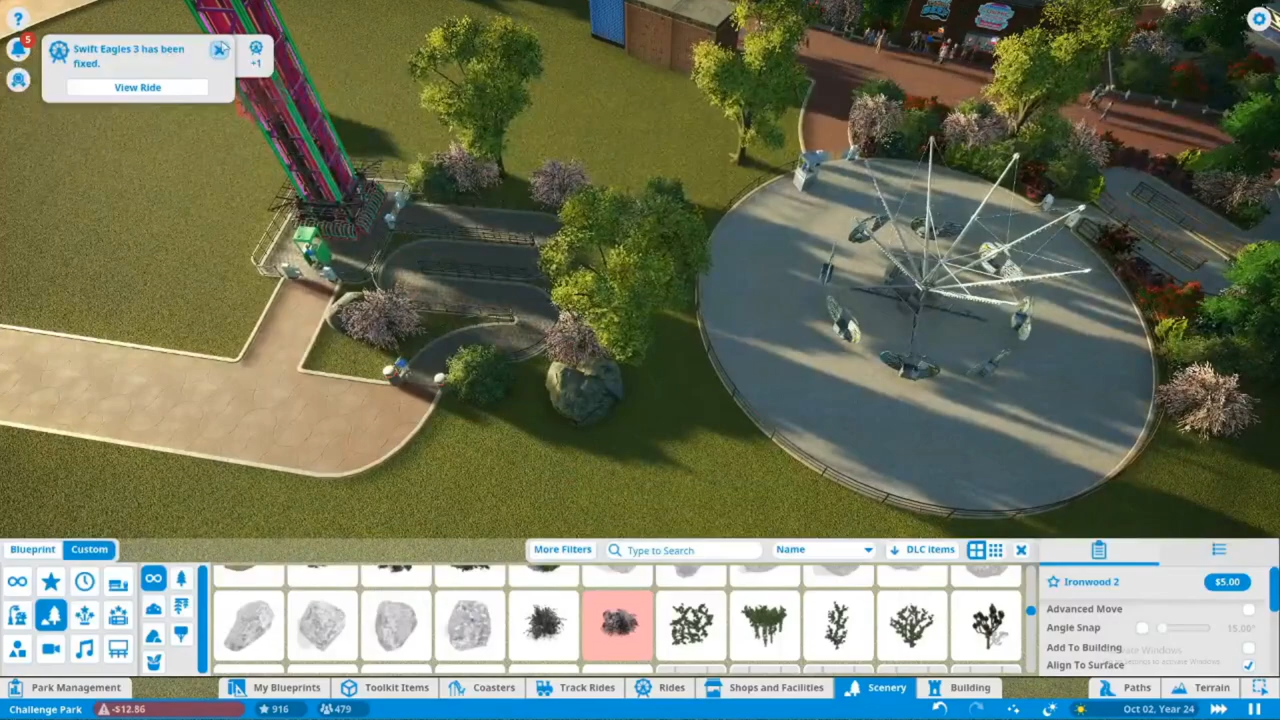 ?
5
Swift Eagles 3 has been
fixed.
+1
View Ride
Blueprint
Custom
More Filters
Type to Search
Name
DLC items
Ironwood 2
$5.00
Advanced Move
Angle Snap
15.00°
Add To Building
Align To Surface
Park Management
My Blueprints
Toolkit Items
Coasters
Track Rides
Rides
Shops and Facilities
Scenery
Building
Paths
Terrain
Challenge Park
-$12.86
916
479
Oct 02, Year 24